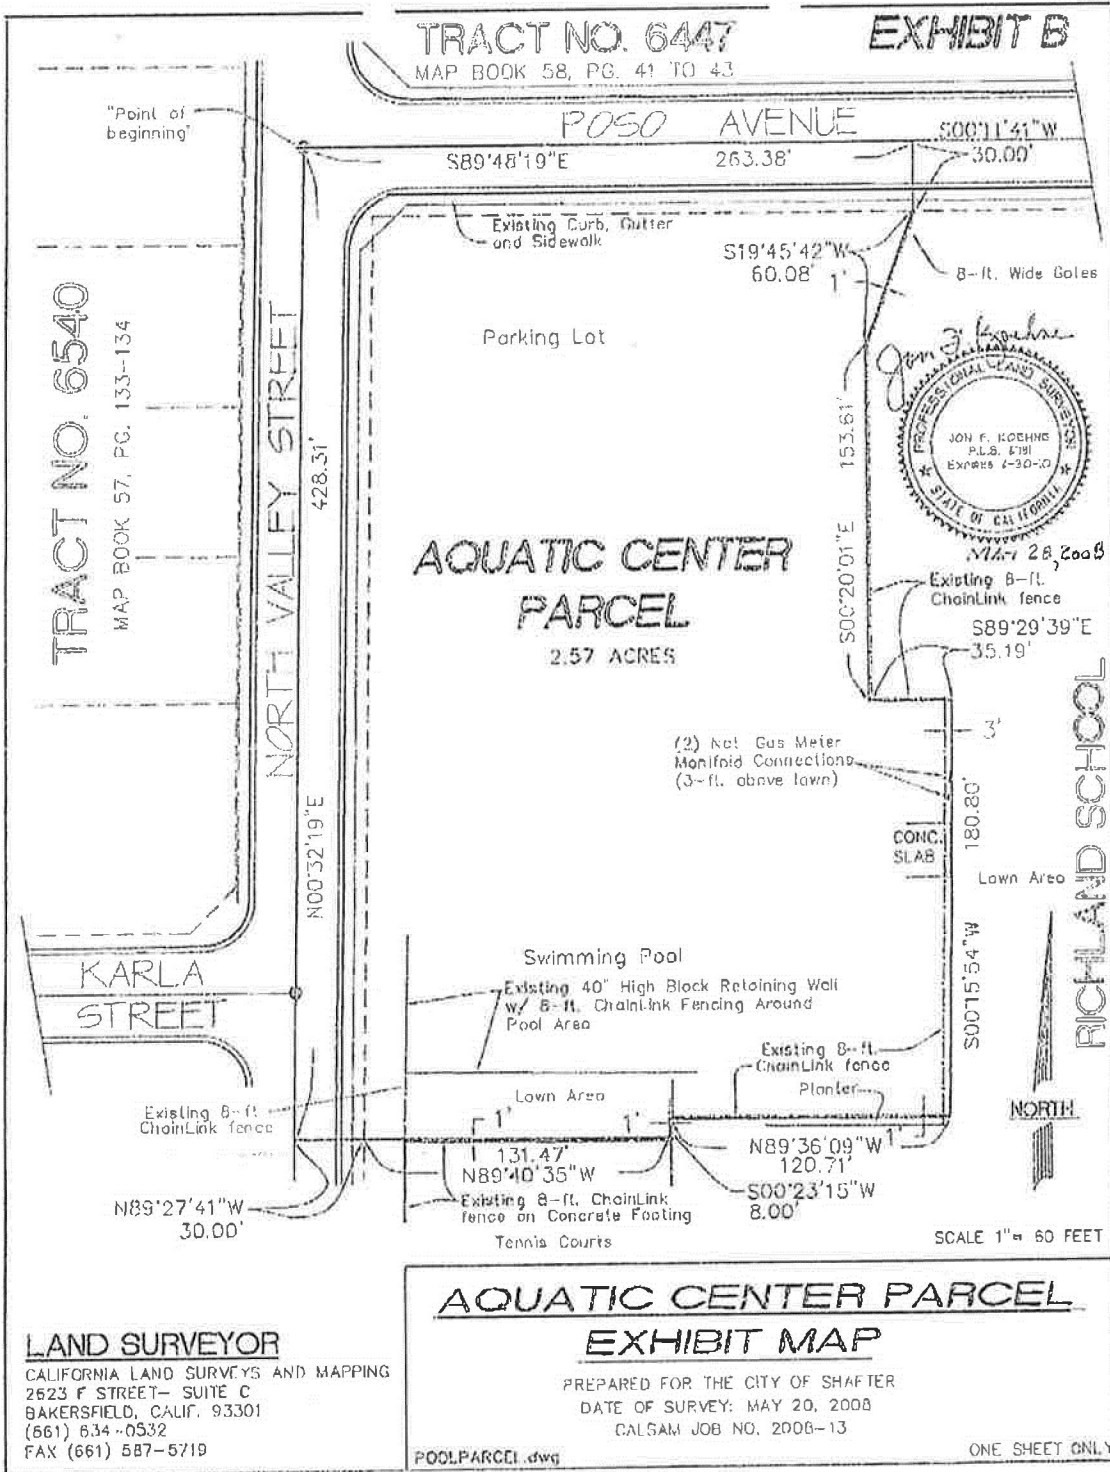 TRACT NO. 6447
MAP BOOK 58, PG. 41 TO 43
EXHIBIT B
"Point of
beginning"
POSO AVENUE
S00°11'41"W
30.00'
S89°48'19"E
263.38'
Existing Curb, Gutter
and Sidewalk
S19°45'42"W
60.08'
1'
8-ft. Wide Gates
Parking Lot
TRACT NO. 6540
MAP BOOK 57, PG. 133-134
NORTH VALLEY STREET
428.31'
N00°32'19"E
153.61'
S00°20'01"E
PROFESSIONAL LAND SURVEYOR
JON F. KOEHNE
P.L.S.
STATE OF CALIFORNIA
28, 2008
AQUATIC CENTER
PARCEL
2.57 ACRES
Existing 8-ft.
ChainLink fence
S89°29'39"E
35.19'
3'
(2) Nat Gas Meter
Manifold Connections
(3-ft. above lawn)
180.80'
CONC.
SLAB
Lawn Area
S00°15'54"W
RICHLAND SCHOOL
KARLA
STREET
Swimming Pool
Existing 40" High Block Retaining Wall
w/ 8-ft. ChainLink Fencing Around
Pool Area
Existing 8-ft.
ChainLink fence
Planter
Lawn Area
NORTH
Existing 8-ft
ChainLink fence
1'
1'
1'
131.47'
N89°40'35"W
N89°36'09"W
120.71'
S00°23'15"W
8.00'
N89°27'41"W
30.00'
Existing 8-ft. ChainLink
fence on Concrete Footing
Tennis Courts
SCALE 1"= 60 FEET
LAND SURVEYOR
CALIFORNIA LAND SURVEYS AND MAPPING
2623 F STREET- SUITE C
BAKERSFIELD, CALIF. 93301
(661) 634-0532
FAX (661) 587-5719
AQUATIC CENTER PARCEL
EXHIBIT MAP
PREPARED FOR THE CITY OF SHAFTER
DATE OF SURVEY: MAY 20, 2008
CALSAM JOB NO. 2008-13
POOLPARCEL.dwg
ONE SHEET ONLY